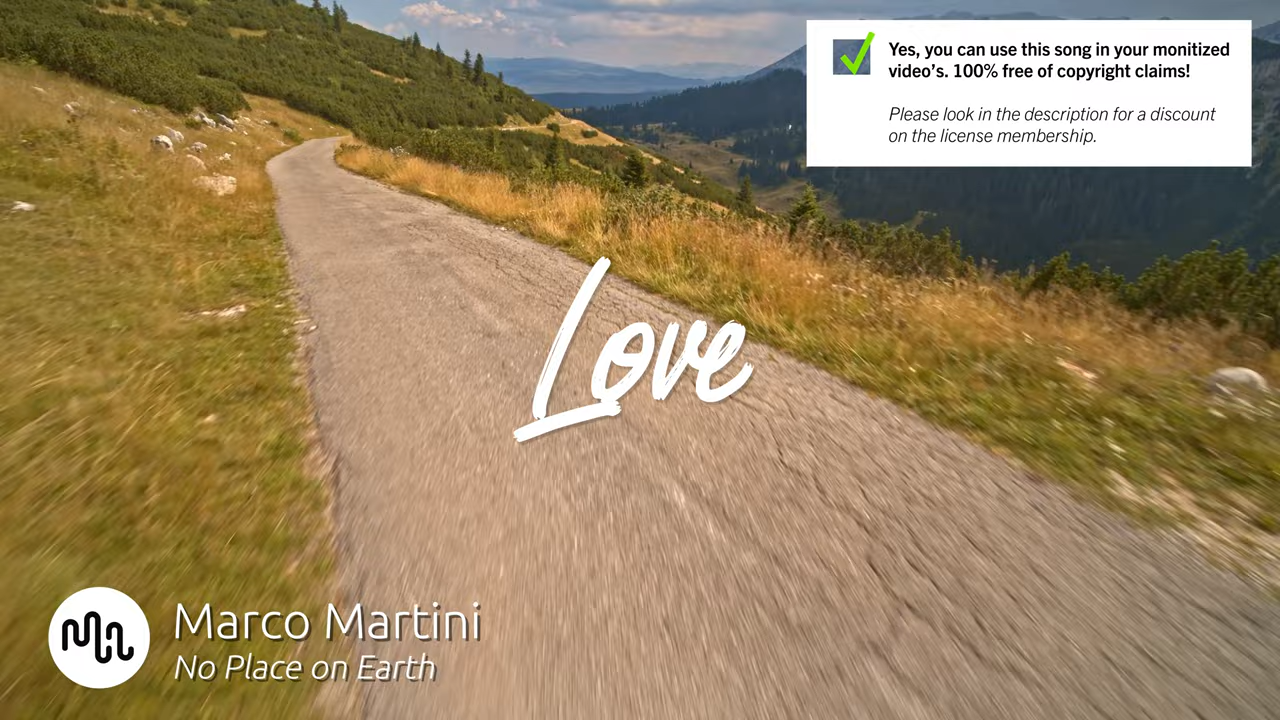 Yes, you can use this song in your monitized
video's. 100% free of copyright claims!
Please look in the description for a discount
on the license membership.
Love
Marco Martini
No Place on Earth